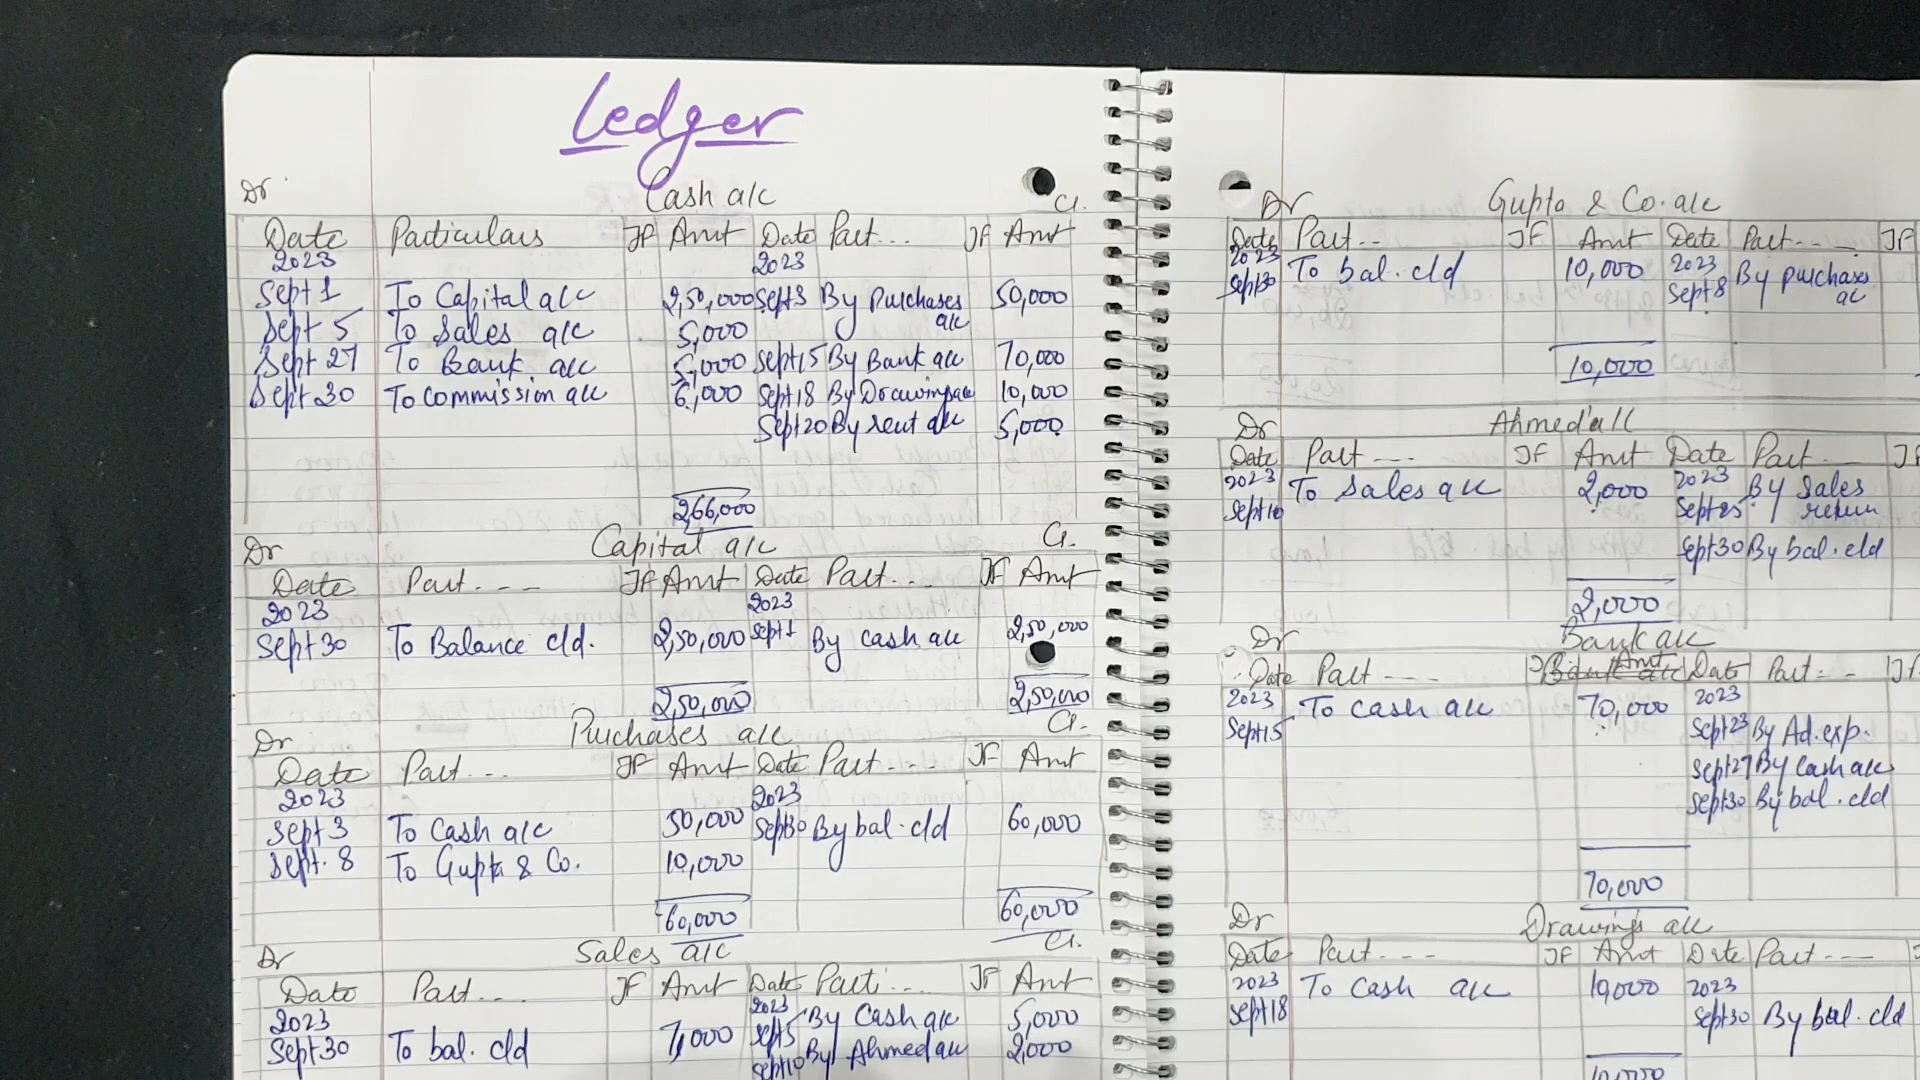 Ledger
Dr Cash a/c Cr.
Date Particulars JF Amt Date Part... JF Amt
2023 2023
Sept 1 To Capital a/c 2,50,000 Sept 3 By Purchases a/c 50,000
Sept 5 To Sales a/c 5,000
Sept 27 To Bank a/c 5,000 Sept 15 By Bank a/c 70,000
Sept 30 To Commission a/c 6,000 Sept 18 By Drawings a/c 10,000
Sept 20 By rent a/c 5,000
2,66,000
Dr Capital a/c Cr.
Date Part. --- JF Amt Date Part. ... JF Amt
2023 2023
Sept 30 To Balance c/d. 2,50,000 Sept 1 By cash a/c 2,50,000
2,50,000 2,50,000
Dr Purchases a/c Cr.
Date Part... JF Amt Date Part. --- JF Amt
2023 2023
Sept 3 To Cash a/c 50,000 Sept 30 By bal. c/d 60,000
Sept. 8 To Gupta & Co. 10,000
60,000 60,000
Dr Sales a/c Cr.
Date Part... JF Amt Date Part... JF Amt
2023 2023
Sept 5 By Cash a/c 5,000
Sept 30 To bal. c/d 7,000 Sept 10 By Ahmed a/c 2,000
Dr Gupta & Co. a/c
Date Part.. JF Amt Date Part.--- JF
2023 2023
Sept 30 To bal. c/d 10,000 Sept 8 By purchases a/c
10,000
Dr Ahmed a/c
Date Part --- JF Amt Date Part. -- JF
2023 2023
Sept 10 To Sales a/c 2,000 Sept 25 By Sales return
Sept 30 By bal. c/d
2,000
Dr Bank a/c
Date Part --- Amt Date Part.-- JF
2023 2023
Sept 15 To cash a/c 70,000 Sept 23 By Ad. exp.
Sept 27 By Cash a/c
Sept 30 By bal. c/d
70,000
Dr Drawings a/c
Date Part. --- JF Amt Date Part ---
2023 2023
Sept 18 To Cash a/c 10,000
Sept 30 By bal. c/d
10,000